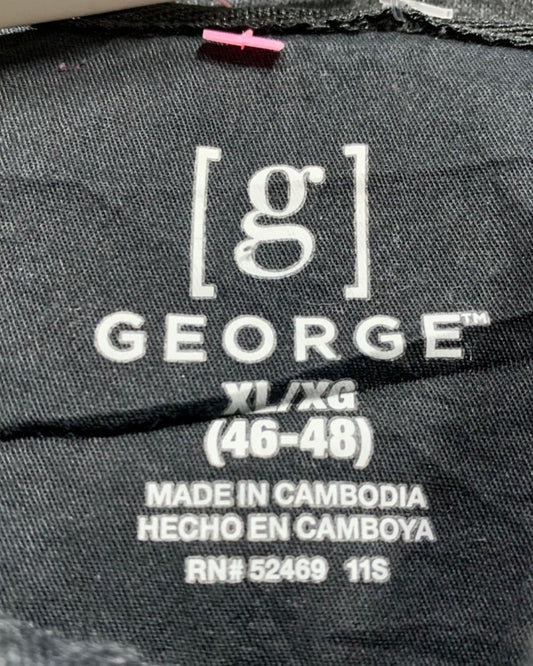 [g]
GEORGE™
XL/XG
(46-48)
MADE IN CAMBODIA
HECHO EN CAMBOYA
RN# 52469 11S